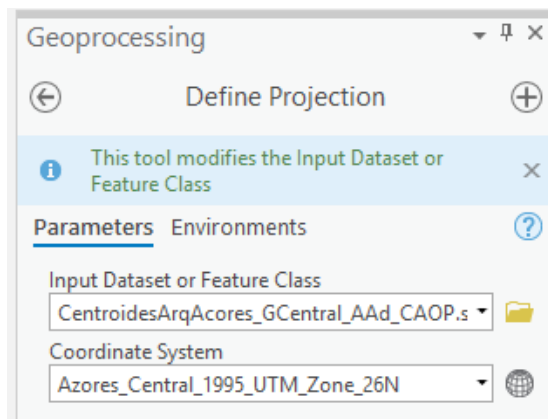 Geoprocessing
Define Projection
This tool modifies the Input Dataset or
Feature Class
Parameters Environments
Input Dataset or Feature Class
CentroidesArqAcores_GCentral_AAd_CAOP.s
Coordinate System
Azores_Central_1995_UTM_Zone_26N